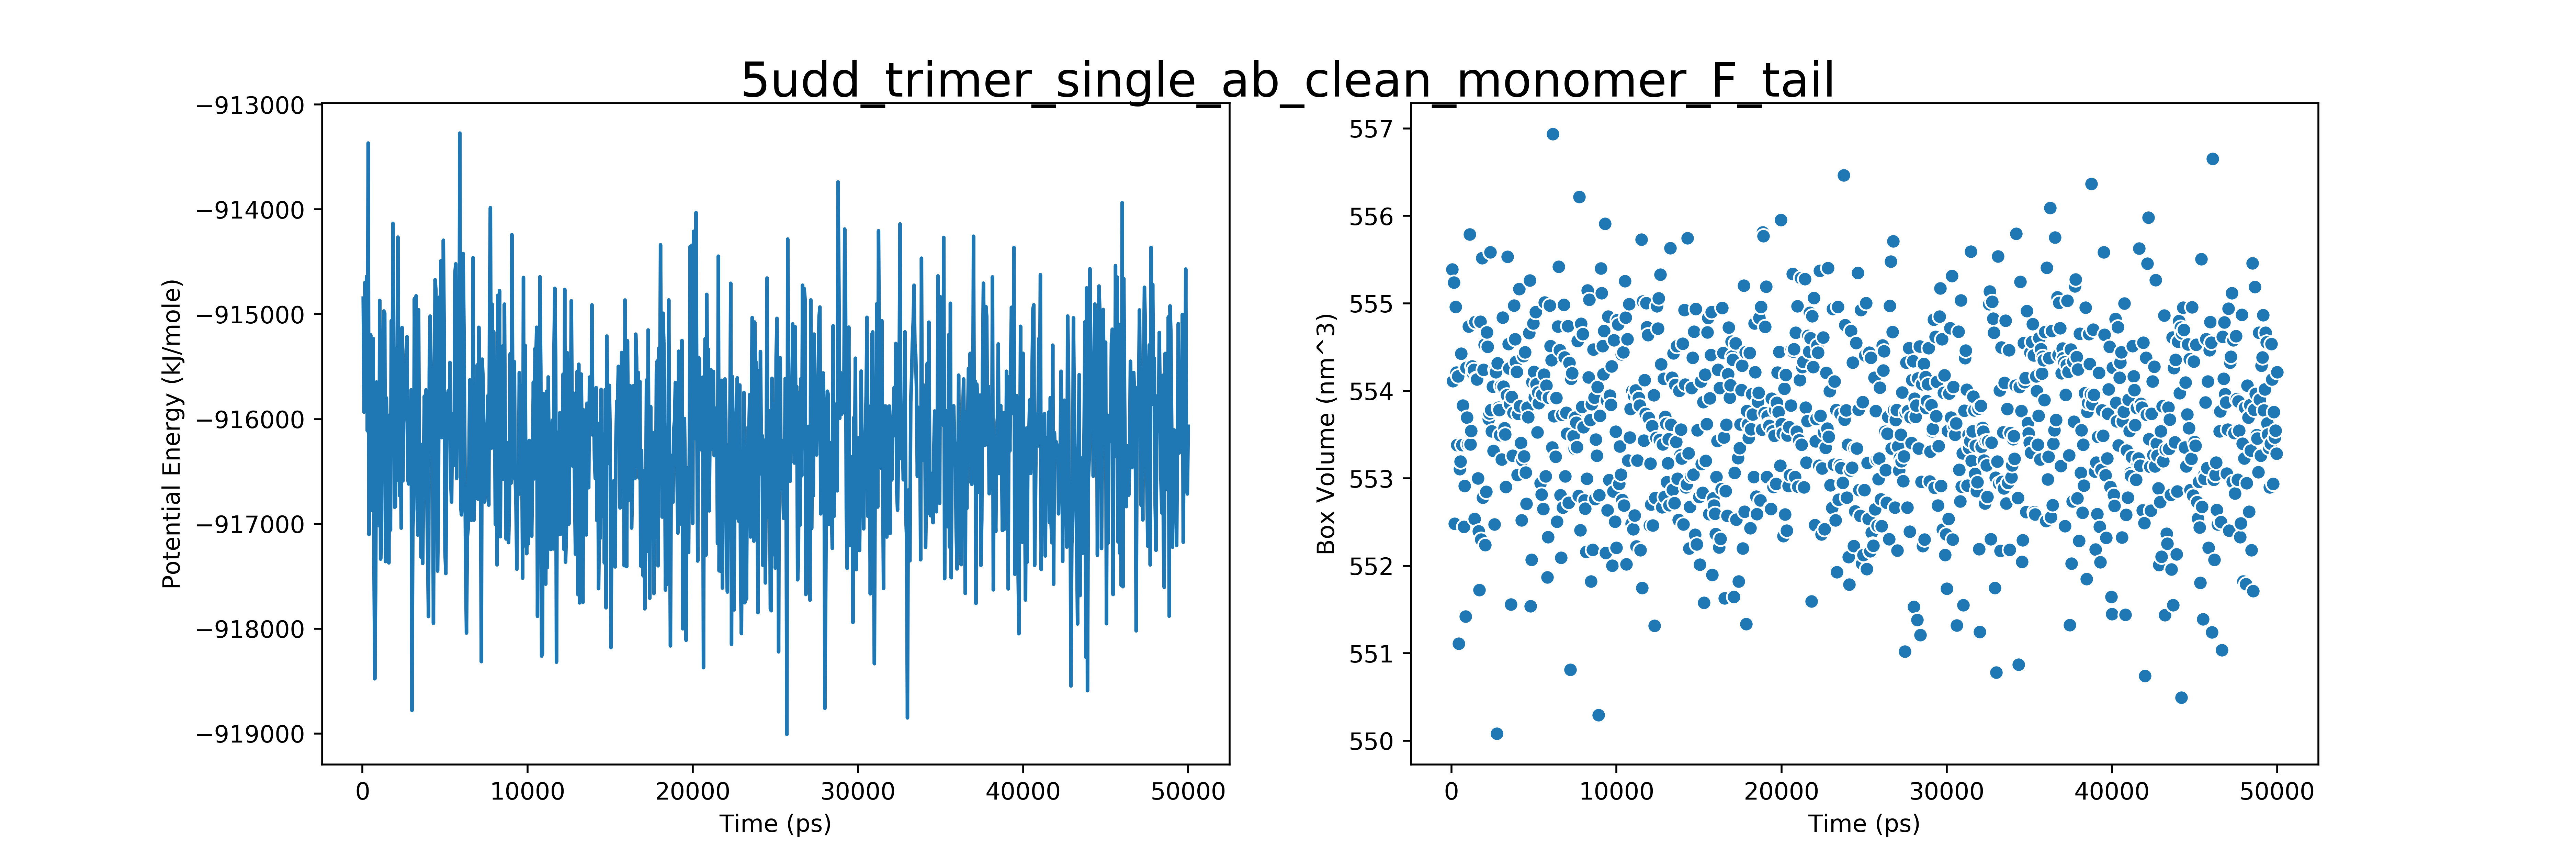 5udd_trimer_single_ab_clean_monomer_F_tail
−913000
−914000
−915000
−916000
−917000
−918000
−919000
Potential Energy (kJ/mole)
0 10000 20000 30000 40000 50000
Time (ps)
557
556
555
554
553
552
551
550
Box Volume (nm^3)
0 10000 20000 30000 40000 50000
Time (ps)